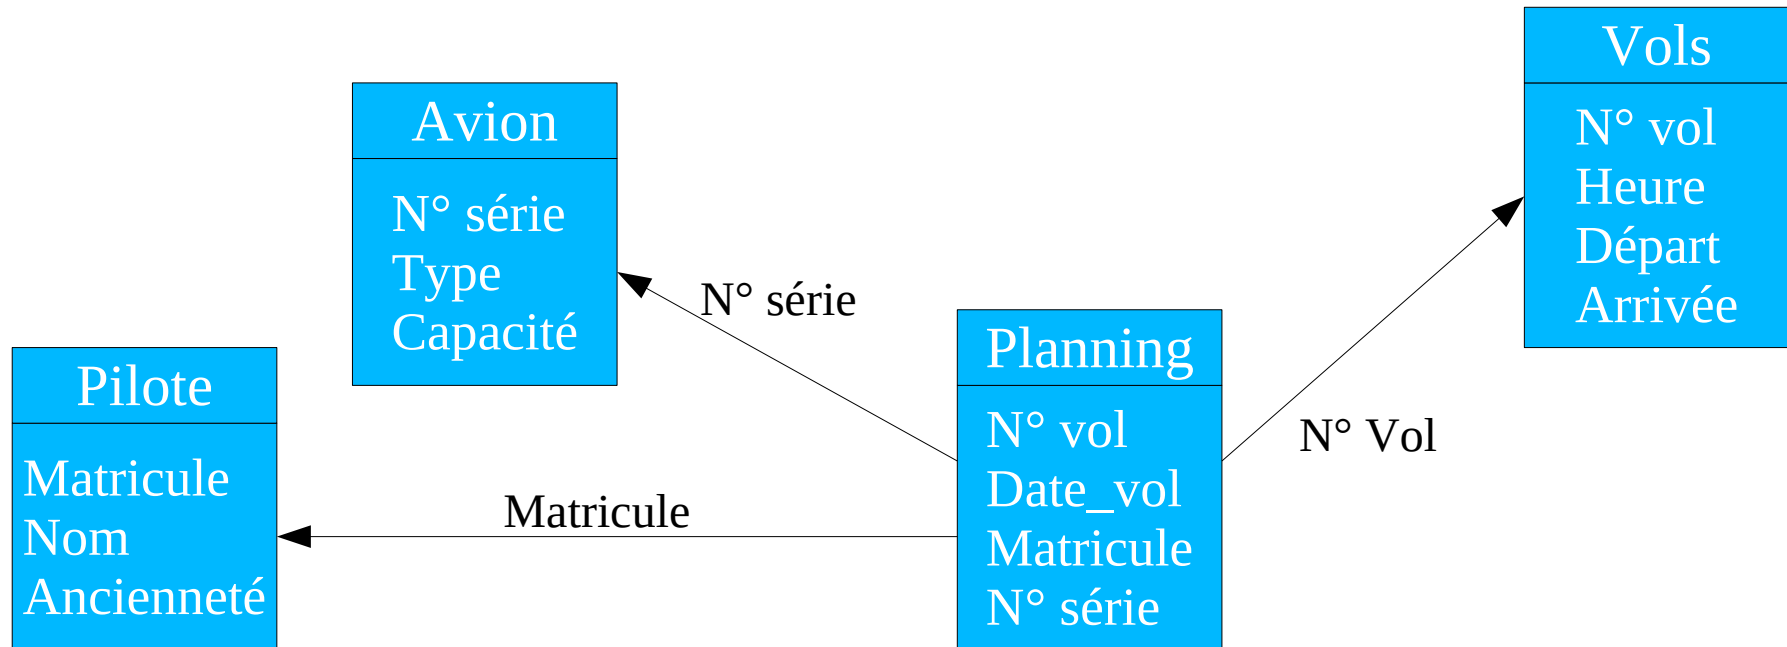 Vols
N° vol
Heure
Départ
Arrivée
Avion
N° série
Type
Capacité
N° série
Planning
N° vol
Date_vol
Matricule
N° série
N° Vol
Pilote
Matricule
Nom
Ancienneté
Matricule